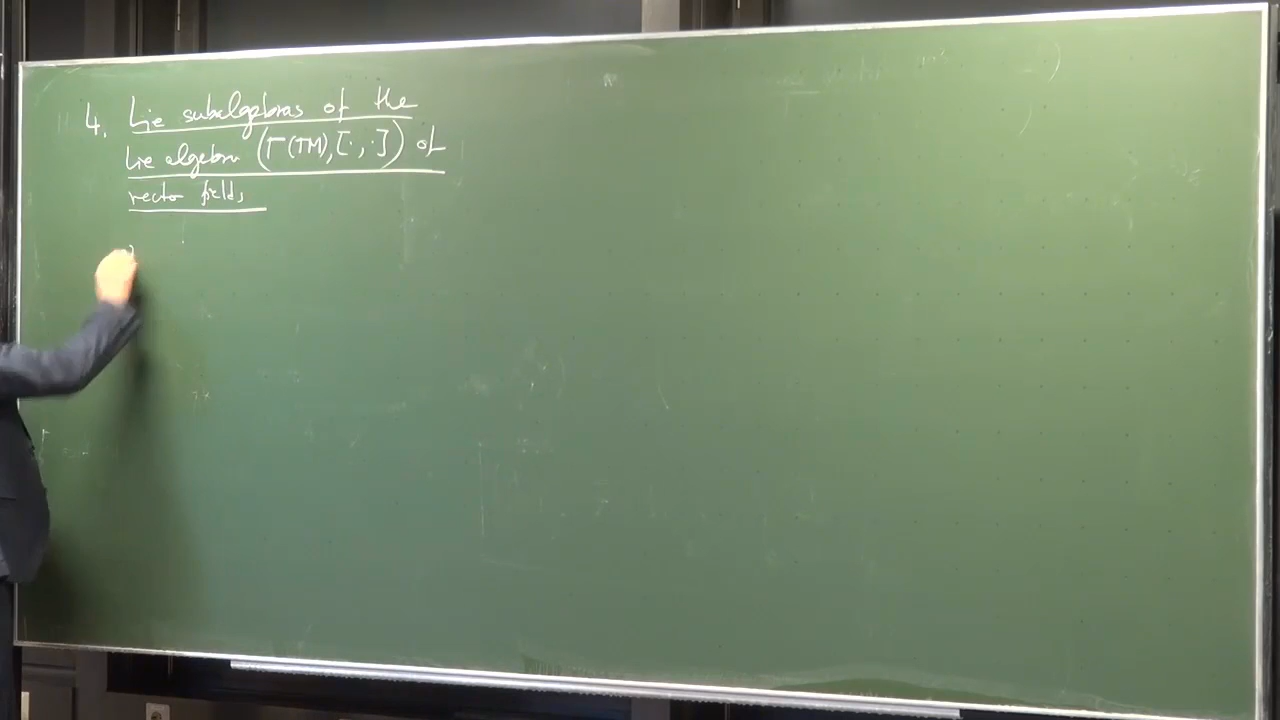 4. Lie subalgebras of the
Lie algebra (Γ(TM), [·,·]) of
vector fields